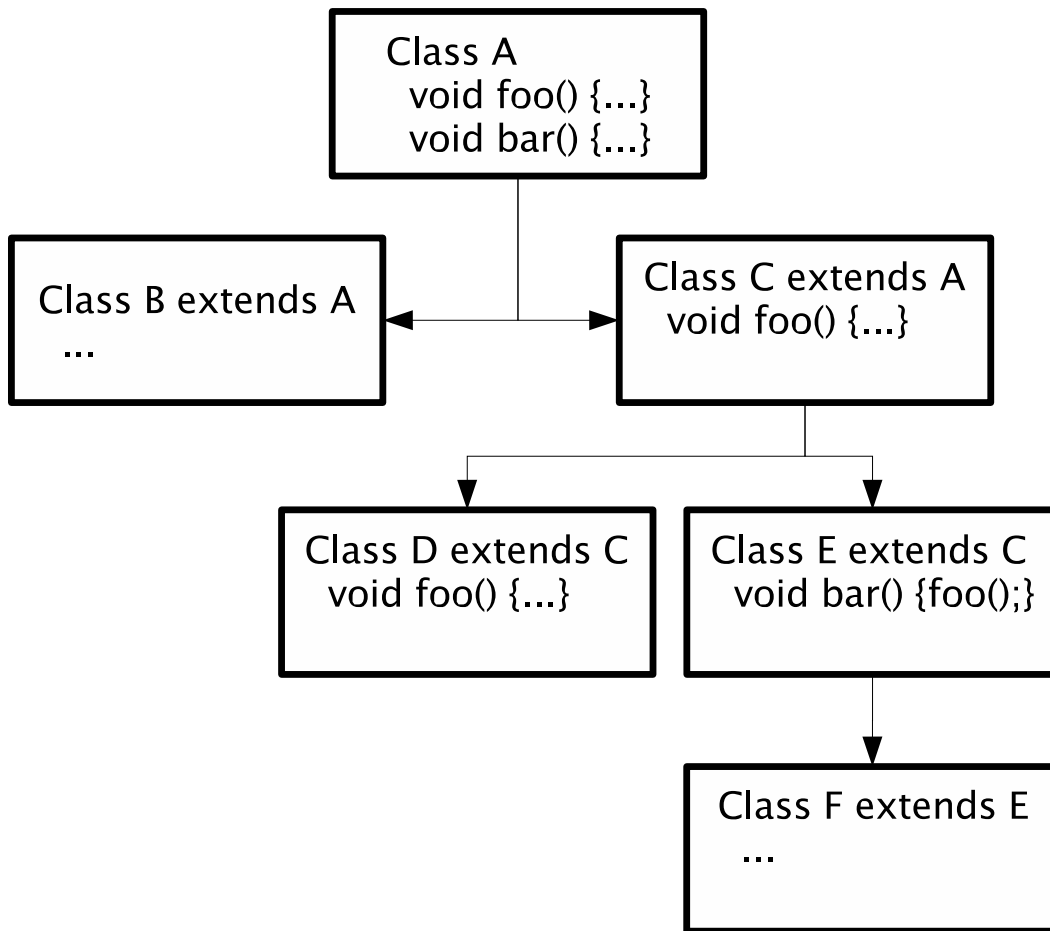 Class A
void foo() {...}
void bar() {...}
Class B extends A
...
Class C extends A
void foo() {...}
Class D extends C
void foo() {...}
Class E extends C
void bar() {foo();}
Class F extends E
...